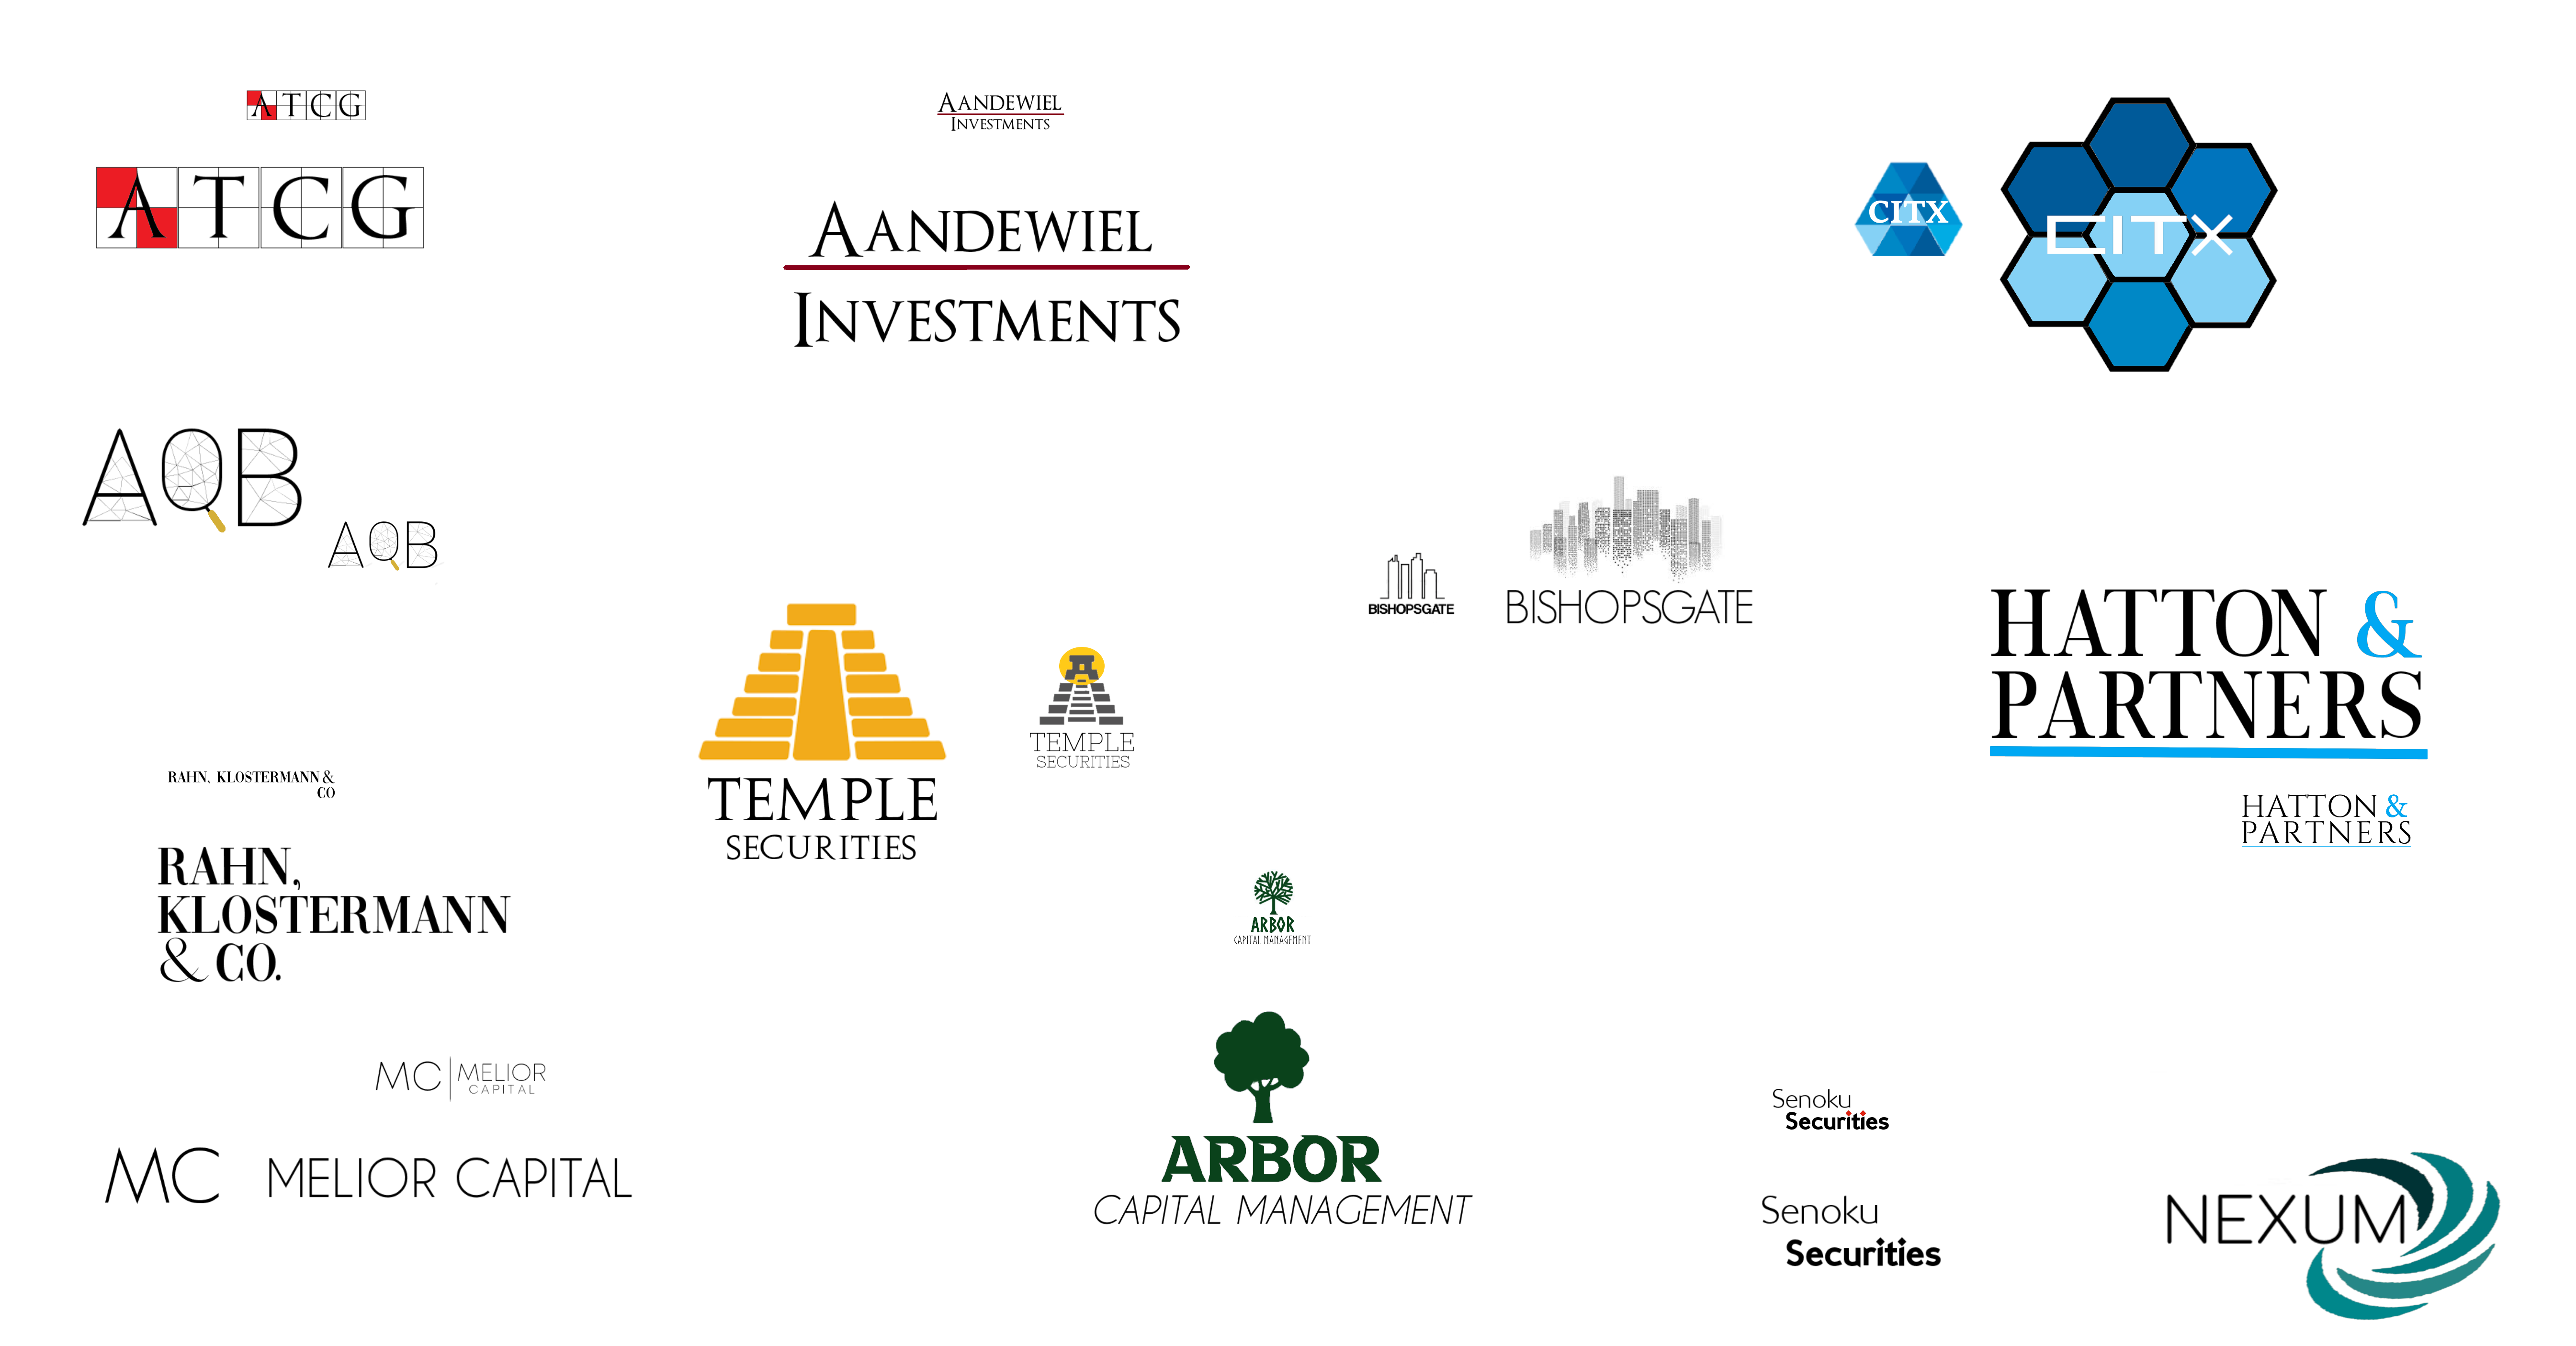 ATCG
AANDEWIEL
INVESTMENTS
ATCG
AANDEWIEL
INVESTMENTS
CITX
CITX
AQB
AQB
BISHOPSGATE
BISHOPSGATE
HATTON &
PARTNERS
TEMPLE
SECURITIES
TEMPLE
SECURITIES
RAHN, KLOSTERMANN &
CO
HATTON &
PARTNERS
RAHN,
KLOSTERMANN
& CO.
ARBOR
CAPITAL MANAGEMENT
MC MELIOR
CAPITAL
MC MELIOR CAPITAL
ARBOR
CAPITAL MANAGEMENT
Senoku
Securities
Senoku
Securities
NEXUM